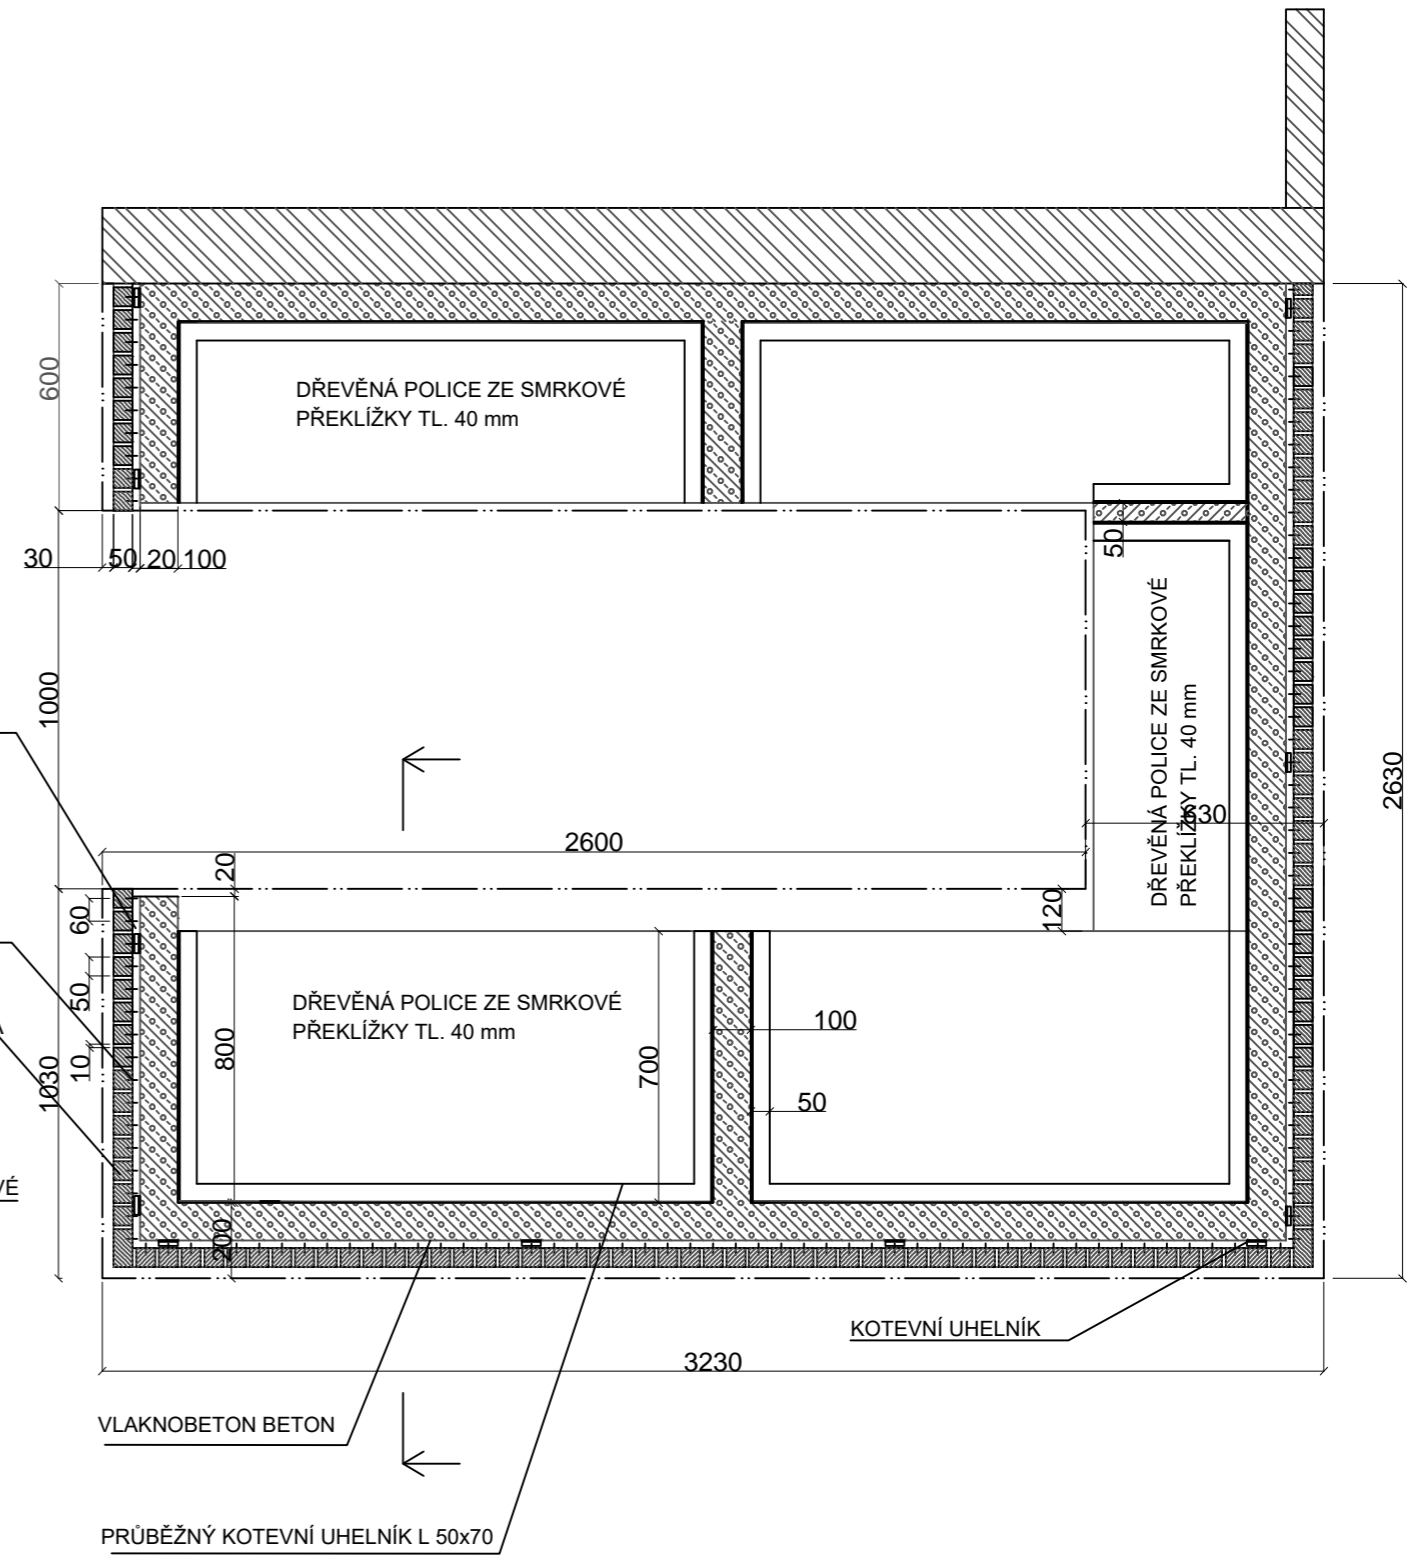 DŘEVĚNÁ POLICE ZE SMRKOVÉ
PŘEKLÍŽKY TL. 40 mm
600
30
50
20
100
50
DŘEVĚNÁ POLICE ZE SMRKOVÉ
PŘEKLÍŽKY TL. 40 mm
1000
2630
630
2600
20
60
120
50
DŘEVĚNÁ POLICE ZE SMRKOVÉ
PŘEKLÍŽKY TL. 40 mm
100
800
700
10
1030
50
VÉ
200
KOTEVNÍ UHELNÍK
3230
VLAKNOBETON BETON
PRŮBĚŽNÝ KOTEVNÍ UHELNÍK L 50x70